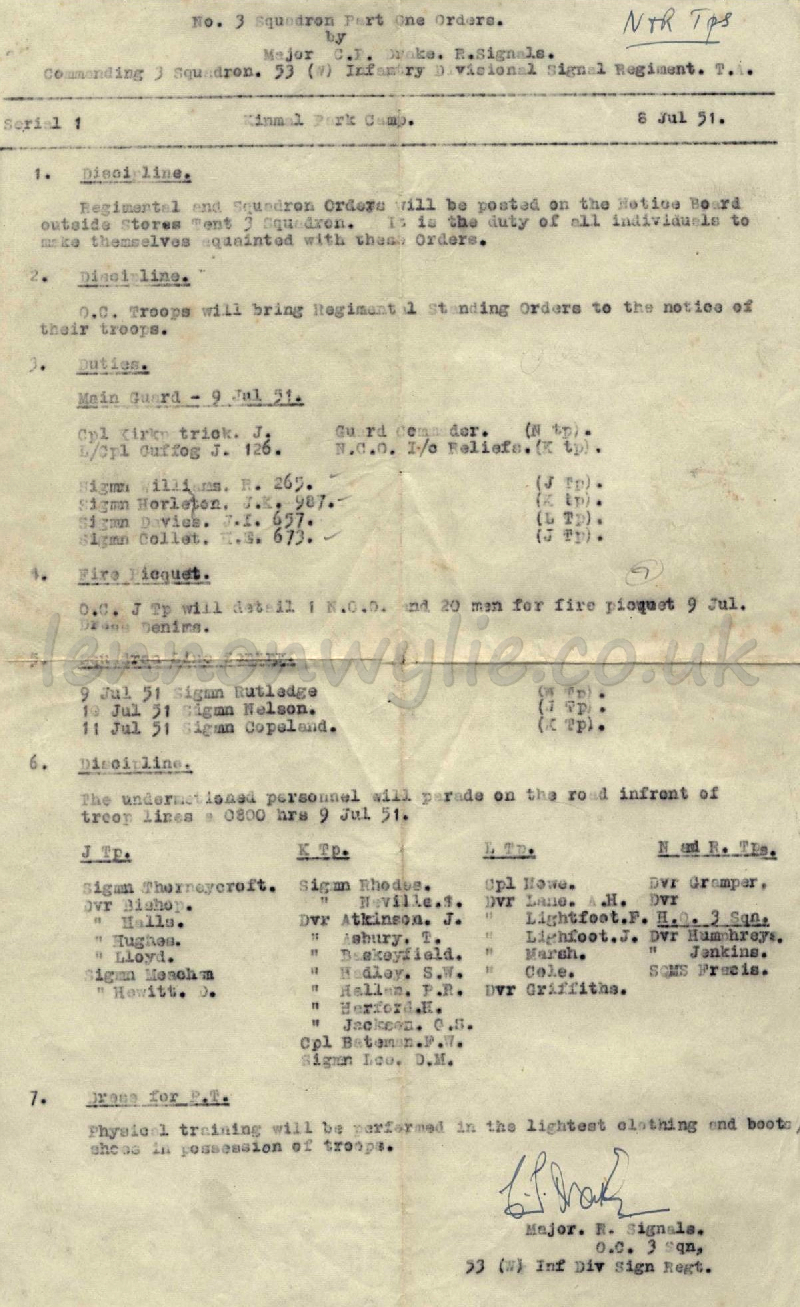 No. 3 Squadron Part One Orders.
N+R Tps
by
Major C.F. Drake. R.Signals.
Commanding 3 Squadron. 53 (W) Infantry Divisional Signal Regiment. T.A.
Serial 1 Kinmel Park Camp. 8 Jul 51.
1. Discipline.
Regimental and Squadron Orders will be posted on the Notice Board
outside Stores Tent 3 Squadron. It is the duty of all individuals to
make themselves aquainted with these Orders.
2. Discipline.
O.C. Troops will bring Regimental Standing Orders to the notice of
their troops.
3. Duties.
Main Guard - 9 Jul 51.
Cpl Kirkpatrick. J. Guard Commander. (N tp).
L/Cpl Cuffog J. 126. N.C.O. I/c Reliefs.(K tp).
Sigmn Williams. R. 265. (J Tp).
Sigmn Horleton. J.K. 987. (K tp).
Sigmn Davies. J.I. 657. (L Tp).
Sigmn Collet. 673. (J Tp).
4. Fire Picquet.
O.C. J Tp will detail 1 N.C.O. and 20 men for fire picquet 9 Jul.
Dress Denims.
5.
9 Jul 51 Sigmn Rutledge (N Tp).
10 Jul 51 Sigmn Nelson. (J Tp).
11 Jul 51 Sigmn Copeland. (K Tp).
6. Discipline.
The undermentioned personnel will parade on the road infront of
troop lines @ 0800 hrs 9 Jul 51.
J Tp. K Tp. L Tp. N and R. Tps.
Sigmn Thorneycroft. Sigmn Rhodes. Cpl Howe. Dvr Gramper.
Dvr Bishop. " Neville.S. Dvr Lane. A.H. Dvr
" Halls. Dvr Atkinson. J. " Lightfoot.F. H.Q. 3 Sqn.
" Hughes. " Asbury. T. " Lighfoot.J. Dvr Humphreys.
" Lloyd. " Baskeyfield. " Marsh. " Jenkins.
Sigmn Meacham " Hadley. S.W. " Cole. SQMS Fracis.
" Hewitt. D. " Hallam. P.R. Dvr Griffiths.
" Herford.K.
" Jackson. C.S.
Cpl Bateman.F.W.
Sigmn Lee. D.M.
7. Dress for P.T.
Physical training will be performed in the lightest clothing and boots/
shoes in possession of troops.
C.F. Drake
Major. R. Signals.
O.C. 3 Sqn,
53 (W) Inf Div Sign Regt.
lennonwylie.co.uk